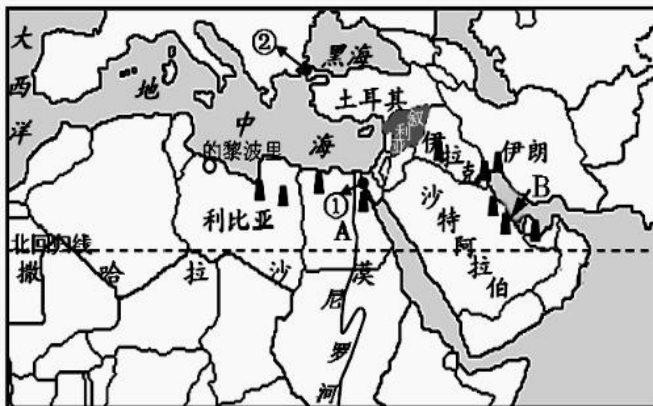 大西洋
②
黑海
地中海
土耳其
叙利亚
伊拉克
伊朗
的黎波里
利比亚
①
A
B
沙特阿拉伯
北回归线
撒哈拉沙漠
尼罗河